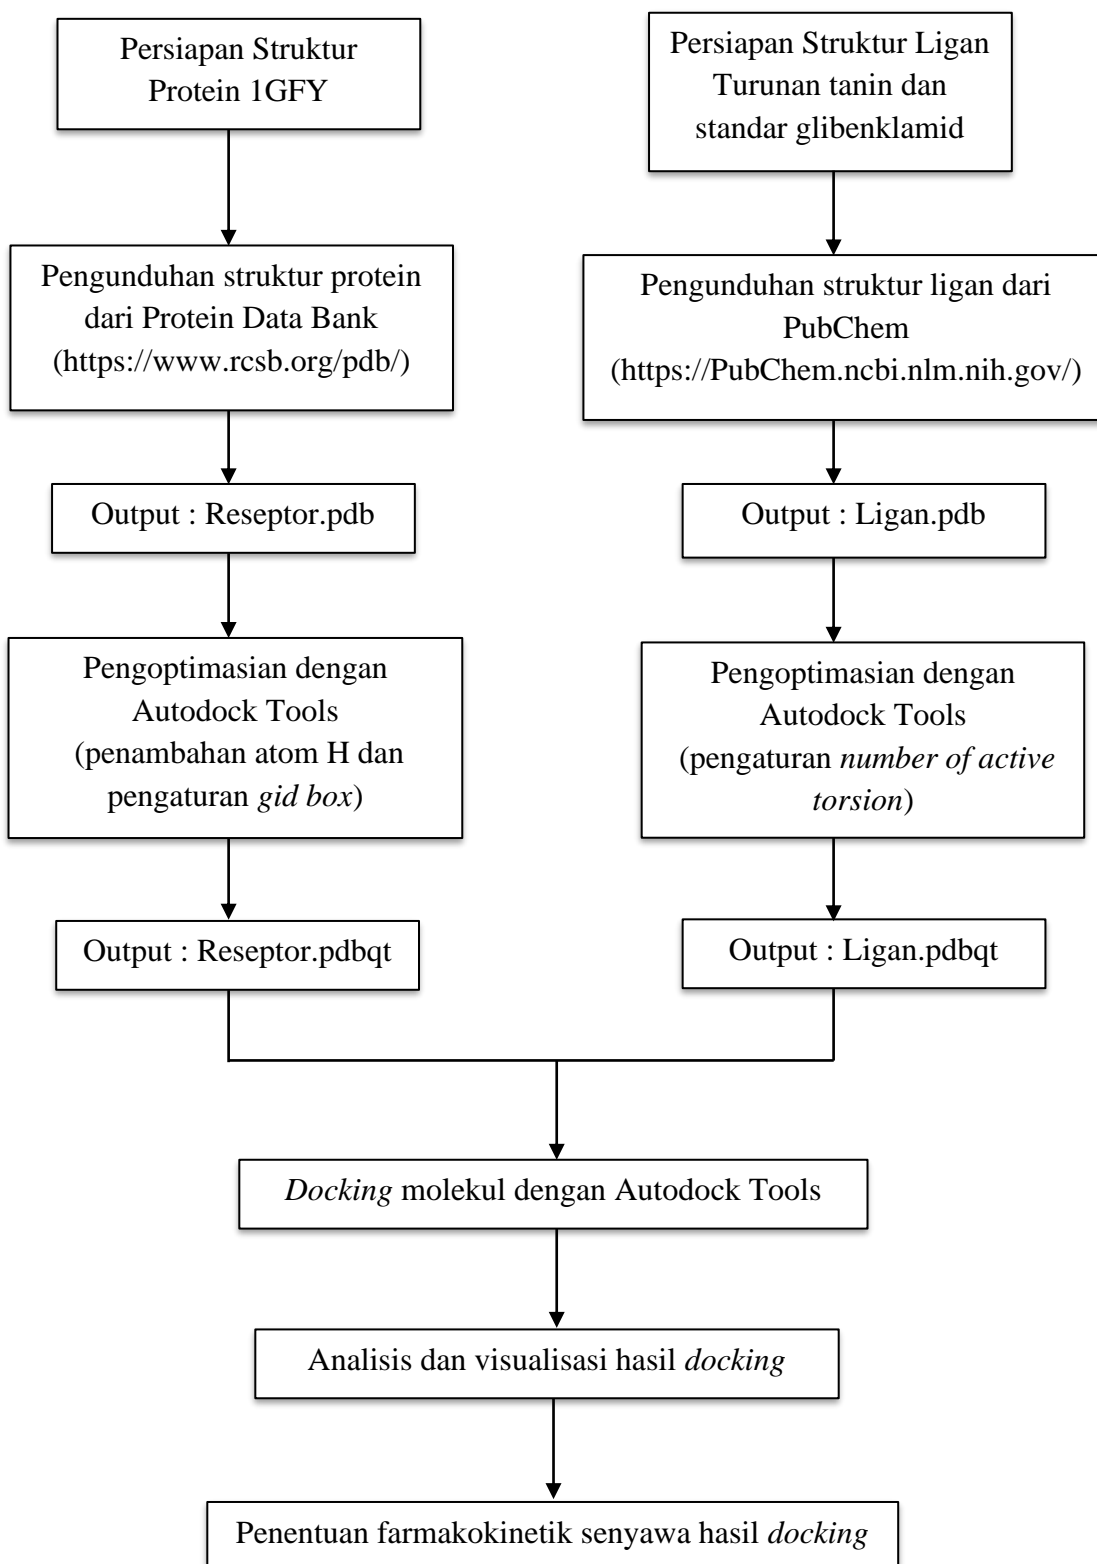 Persiapan Struktur
Protein 1GFY
Persiapan Struktur Ligan
Turunan tanin dan
standar glibenklamid
Pengunduhan struktur protein
dari Protein Data Bank
(https://www.rcsb.org/pdb/)
Pengunduhan struktur ligan dari
PubChem
(https://PubChem.ncbi.nlm.nih.gov/)
Output : Reseptor.pdb
Output : Ligan.pdb
Pengoptimasian dengan
Autodock Tools
(penambahan atom H dan
pengaturan gid box)
Pengoptimasian dengan
Autodock Tools
(pengaturan number of active
torsion)
Output : Reseptor.pdbqt
Output : Ligan.pdbqt
Docking molekul dengan Autodock Tools
Analisis dan visualisasi hasil docking
Penentuan farmakokinetik senyawa hasil docking